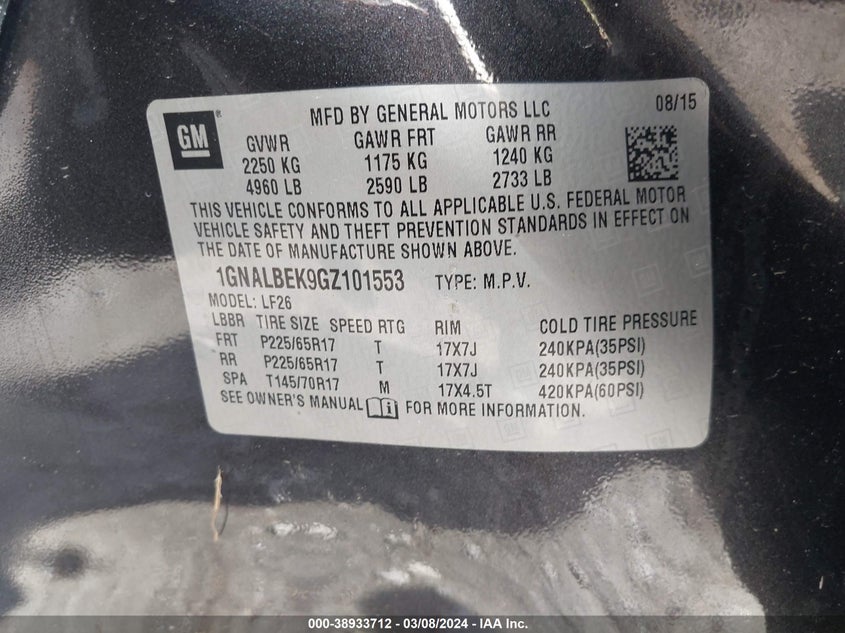 GM
MFD BY GENERAL MOTORS LLC 08/15
GVWR GAWR FRT GAWR RR
2250 KG 1175 KG 1240 KG
4960 LB 2590 LB 2733 LB
THIS VEHICLE CONFORMS TO ALL APPLICABLE U.S. FEDERAL MOTOR
VEHICLE SAFETY AND THEFT PREVENTION STANDARDS IN EFFECT ON
THE DATE OF MANUFACTURE SHOWN ABOVE.
1GNALBEK9GZ101553 TYPE: M.P.V.
MODEL: LF26
LBBR TIRE SIZE SPEED RTG RIM COLD TIRE PRESSURE
FRT P225/65R17 T 17X7J 240KPA(35PSI)
RR P225/65R17 T 17X7J 240KPA(35PSI)
SPA T145/70R17 M 17X4.5T 420KPA(60PSI)
SEE OWNER'S MANUAL FOR MORE INFORMATION.
000-38933712 - 03/08/2024 - IAA Inc.